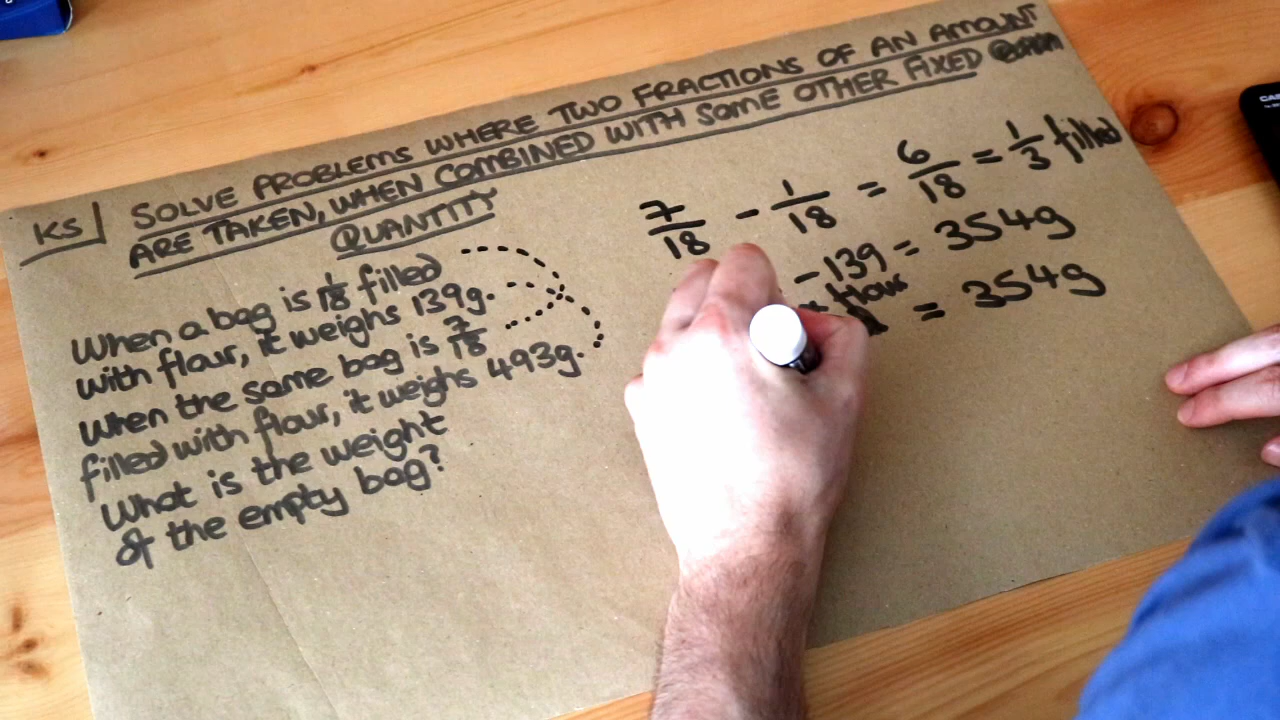 KS1 SOLVE PROBLEMS WHERE TWO FRACTIONS OF AN AMOUNT
ARE TAKEN, WHEN COMBINED WITH SOME OTHER FIXED
QUANTITY
When a bag is 1/18 filled
with flour, it weighs 139g.
When the same bag is 7/18
filled with flour, it weighs 493g.
What is the weight
of the empty bag?
7/18 - 1/18 = 6/18 = 1/3 filled
-139 = 354g
flour = 354g
CAS